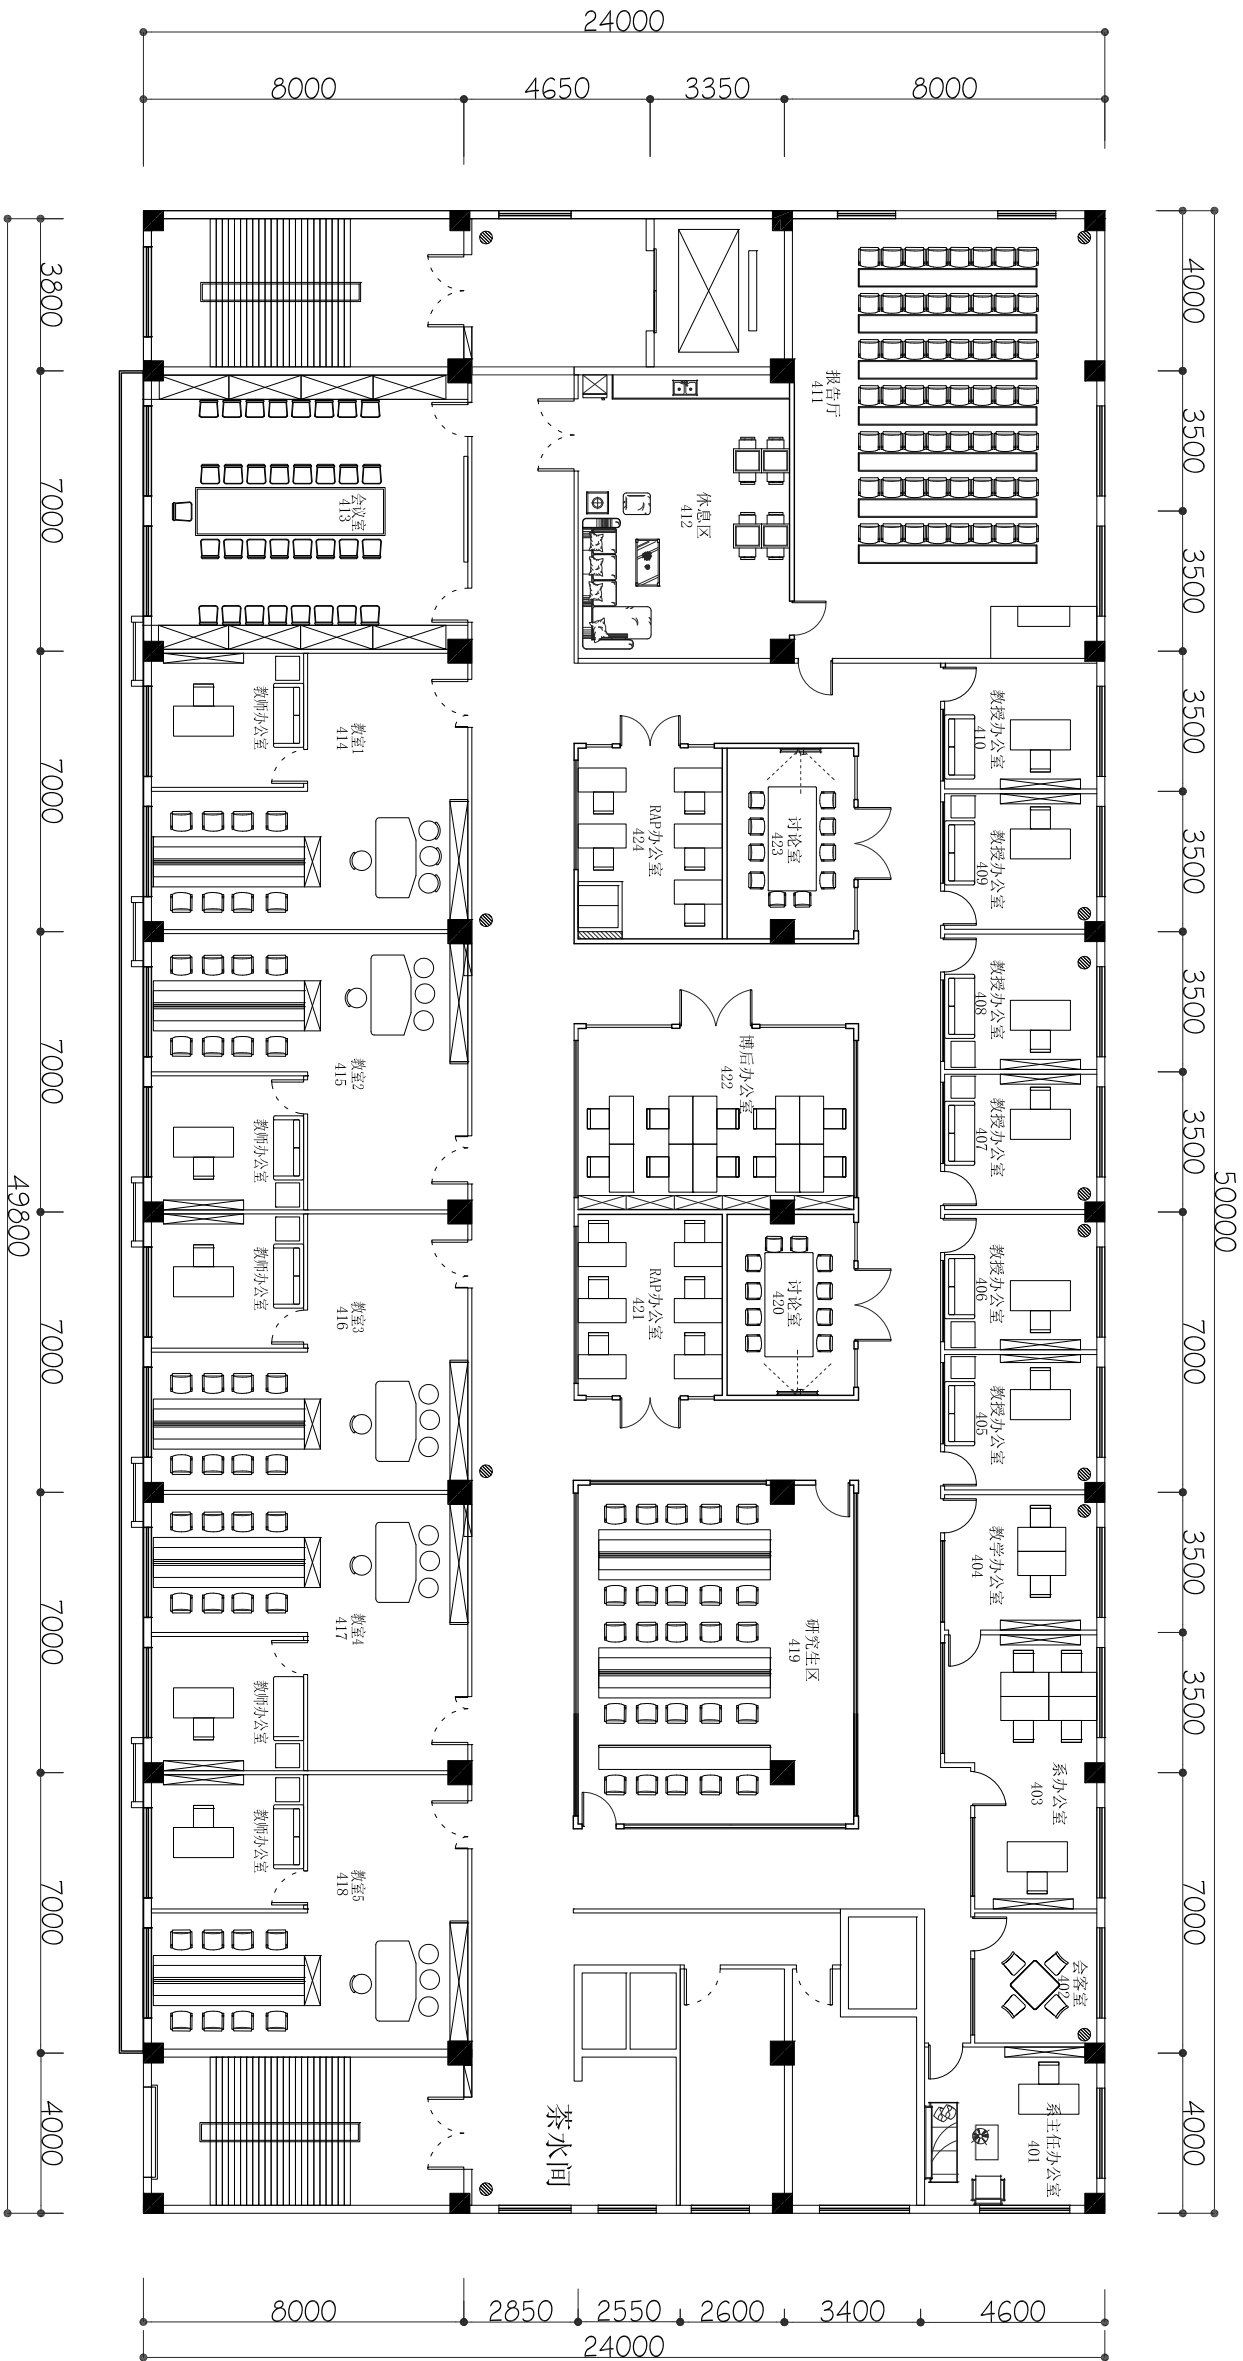 24000
8000
4650
3350
8000
3800
7000
7000
7000
7000
7000
7000
4000
49800
4000
3500
3500
3500
3500
3500
3500
7000
3500
3500
7000
4000
50000
报告厅
411
休息区
412
会议室
413
教师办公室
教室1
414
RAP办公室
424
讨论室
423
教授办公室
410
教授办公室
409
教授办公室
408
教授办公室
407
博后办公室
422
教室2
415
教师办公室
教师办公室
教室3
416
RAP办公室
421
讨论室
420
教授办公室
406
教授办公室
405
教学办公室
404
研究生区
419
教室4
417
教师办公室
系办公室
403
教师办公室
教室5
418
会客室
402
系主任办公室
401
茶水间
8000
2850
2550
2600
3400
4600
24000